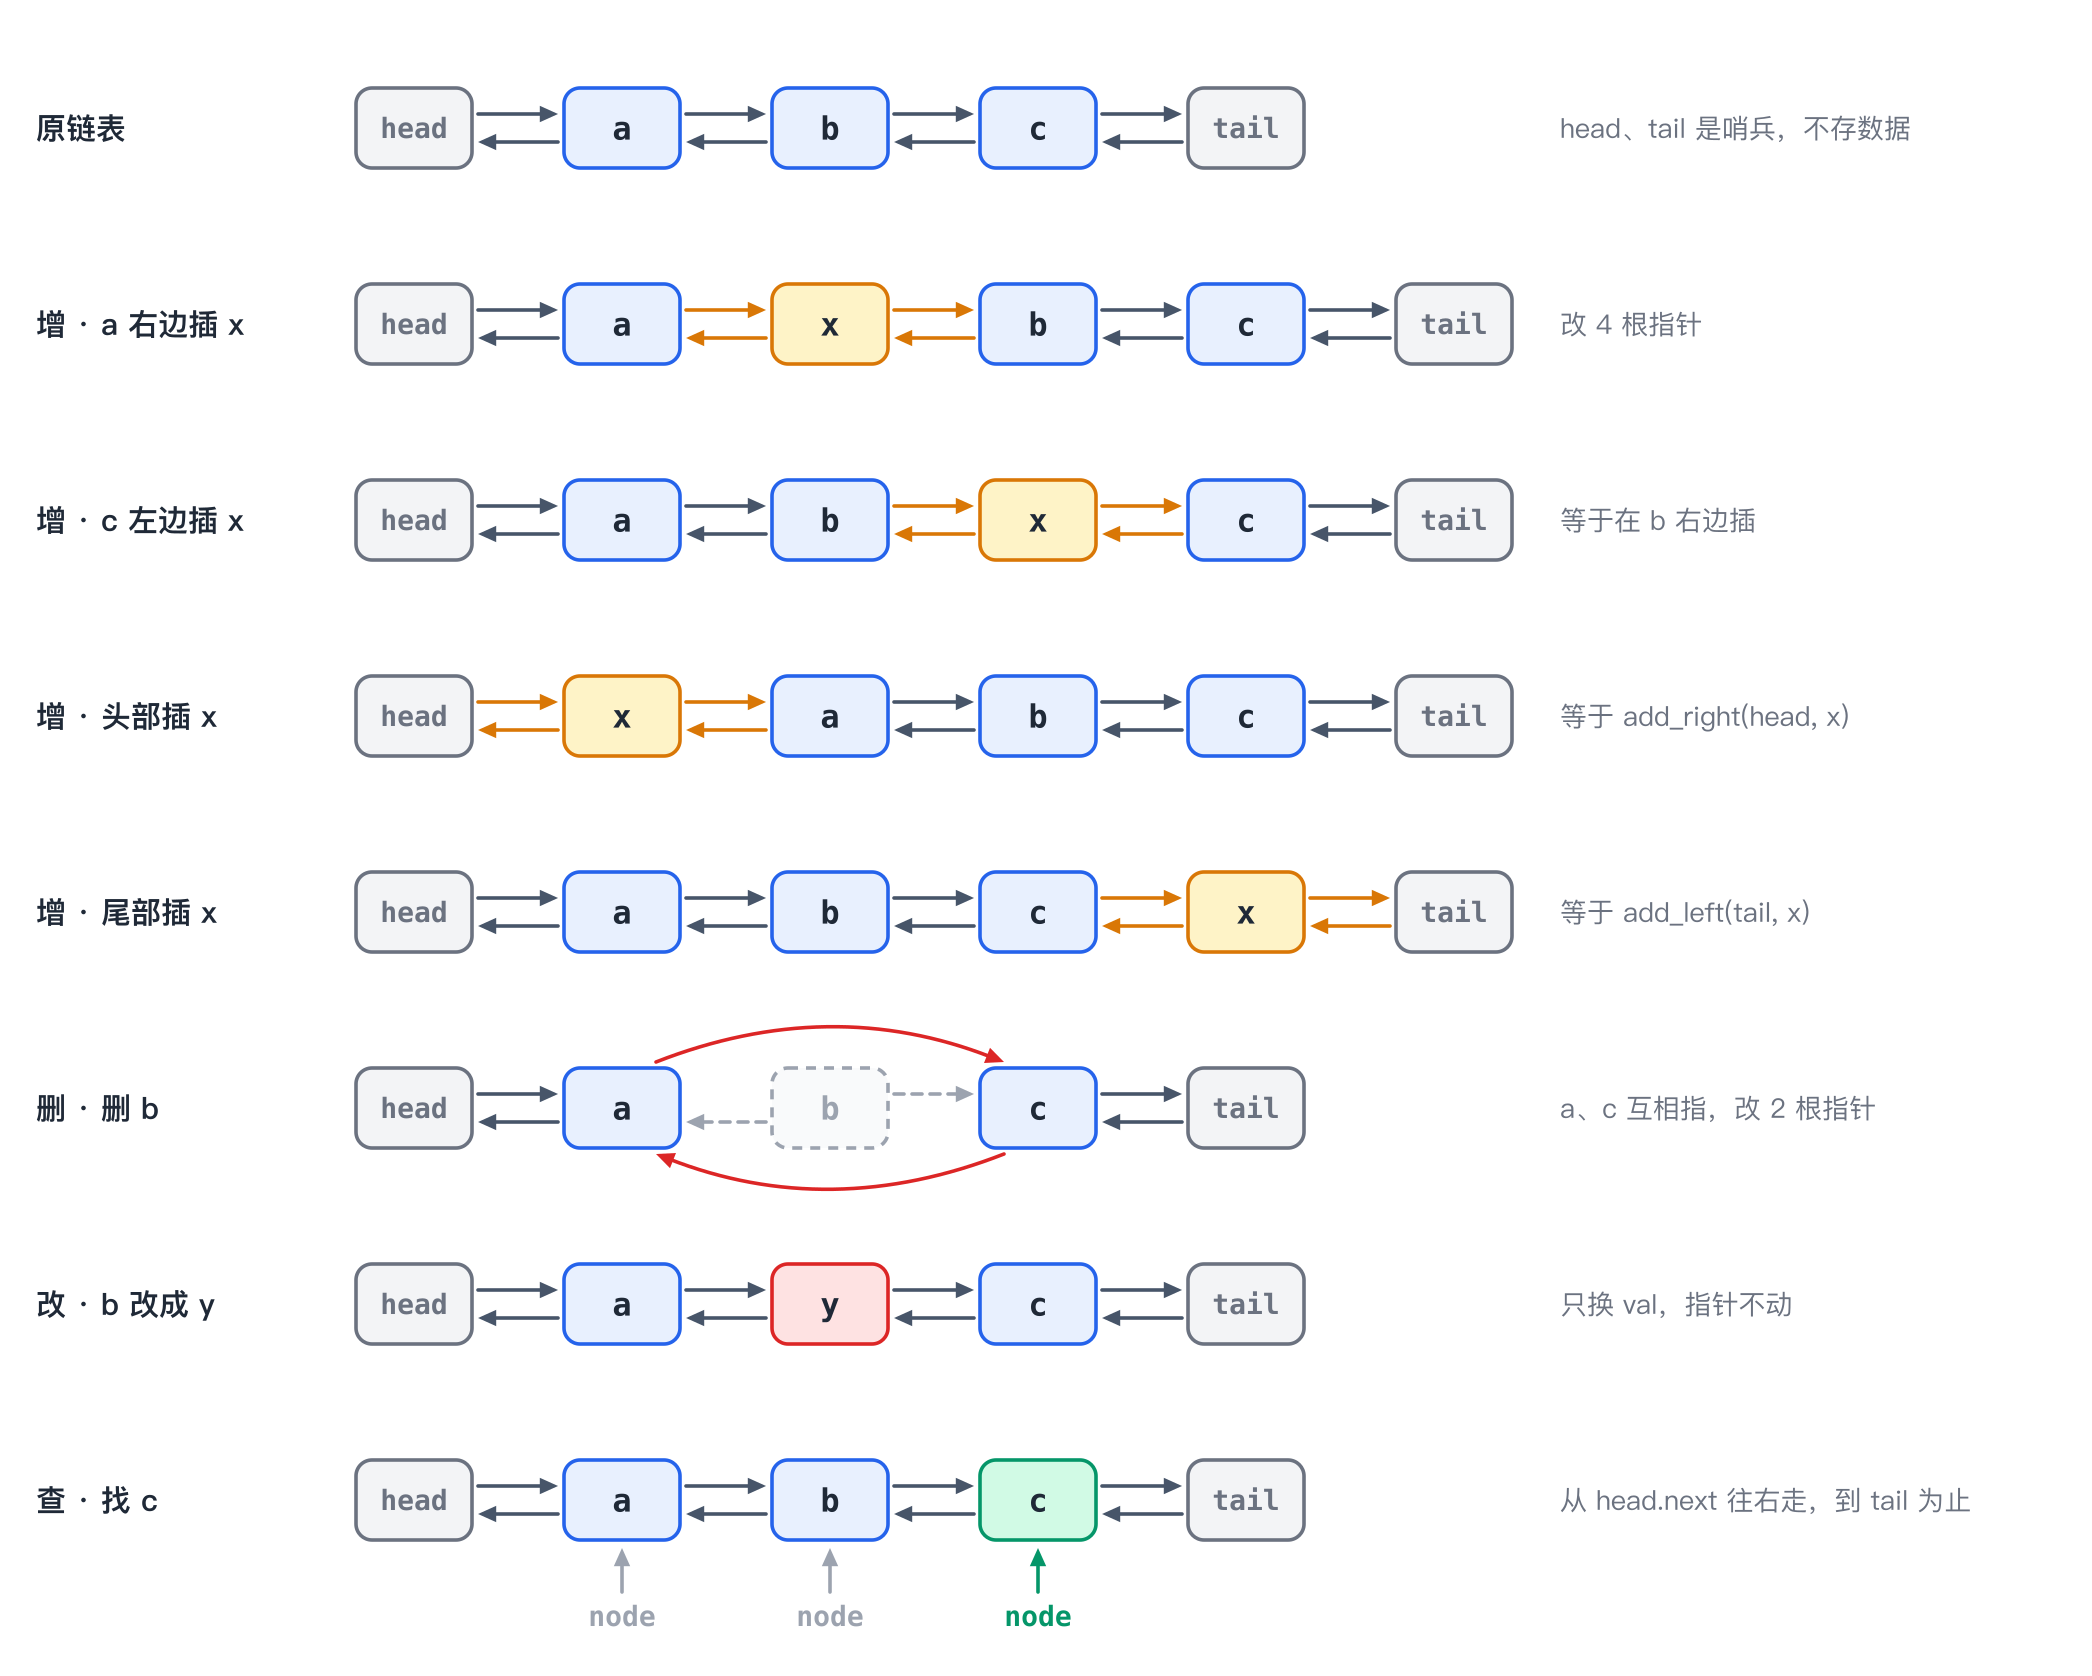 原链表 head a b c tail head、tail 是哨兵，不存数据
增 · a 右边插 x head a x b c tail 改 4 根指针
增 · c 左边插 x head a b x c tail 等于在 b 右边插
增 · 头部插 x head x a b c tail 等于 add_right(head, x)
增 · 尾部插 x head a b c x tail 等于 add_left(tail, x)
删 · 删 b head a b c tail a、c 互相指，改 2 根指针
改 · b 改成 y head a y c tail 只换 val，指针不动
查 · 找 c head a b c tail 从 head.next 往右走，到 tail 为止
node node node